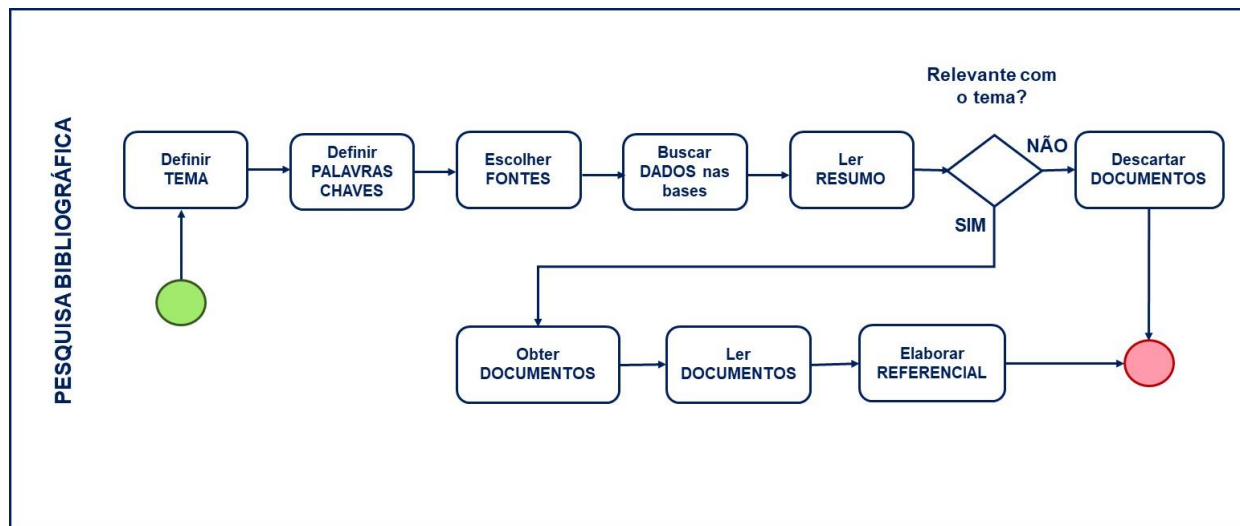 PESQUISA BIBLIOGRÁFICA
Definir
TEMA
Definir
PALAVRAS
CHAVES
Escolher
FONTES
Buscar
DADOS nas
bases
Ler
RESUMO
Relevante com
o tema?
NÃO
SIM
Descartar
DOCUMENTOS
Obter
DOCUMENTOS
Ler
DOCUMENTOS
Elaborar
REFERENCIAL